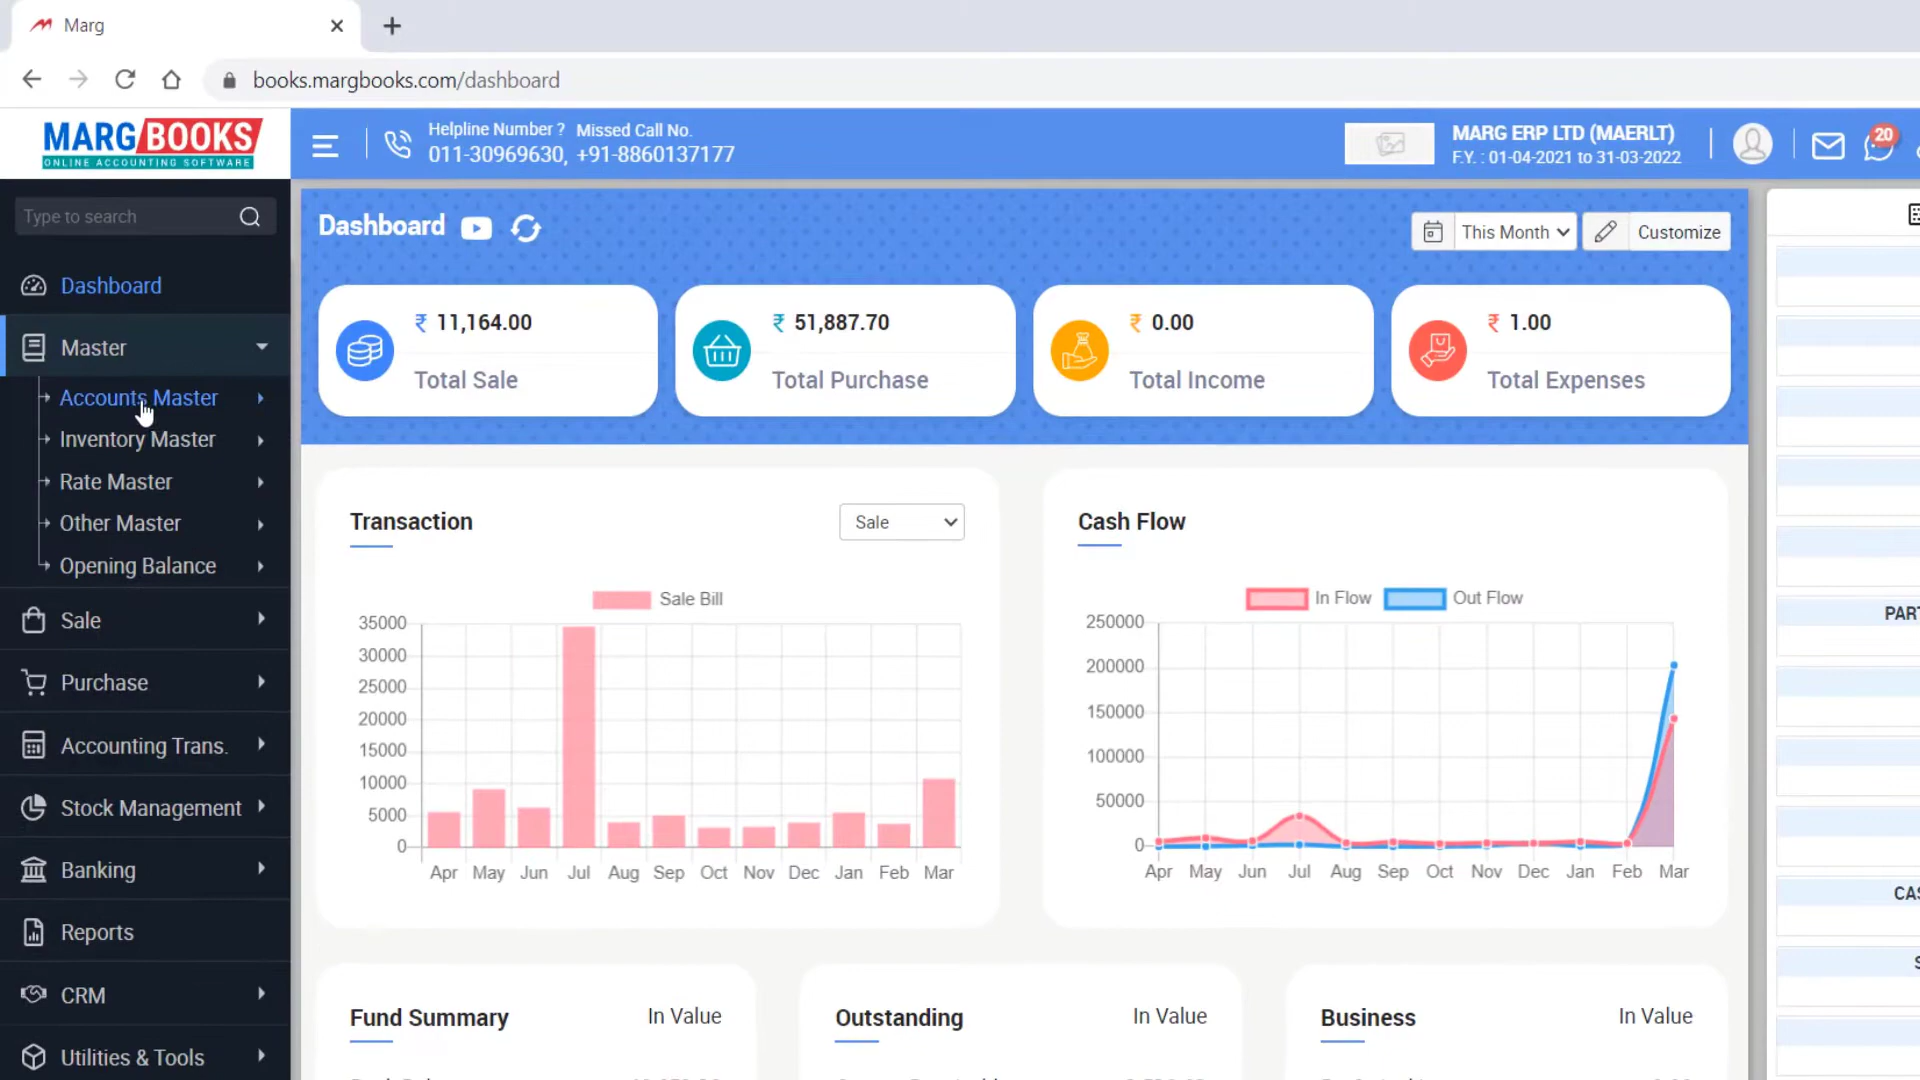 Marg
books.margbooks.com/dashboard
MARG BOOKS
ONLINE ACCOUNTING SOFTWARE
Helpline Number ? Missed Call No.
011-30969630, +91-8860137177
MARG ERP LTD (MAERLT)
F.Y. : 01-04-2021 to 31-03-2022
20
Type to search
Dashboard
Master
Accounts Master
Inventory Master
Rate Master
Other Master
Opening Balance
Sale
Purchase
Accounting Trans.
Stock Management
Banking
Reports
CRM
Utilities & Tools
Dashboard
This Month
Customize
₹ 11,164.00
Total Sale
₹ 51,887.70
Total Purchase
₹ 0.00
Total Income
₹ 1.00
Total Expenses
Transaction
Sale
Sale Bill
35000
30000
25000
20000
15000
10000
5000
0
Apr May Jun Jul Aug Sep Oct Nov Dec Jan Feb Mar
Cash Flow
In Flow Out Flow
250000
200000
150000
100000
50000
0
Apr May Jun Jul Aug Sep Oct Nov Dec Jan Feb Mar
Fund Summary In Value
Outstanding In Value
Business In Value